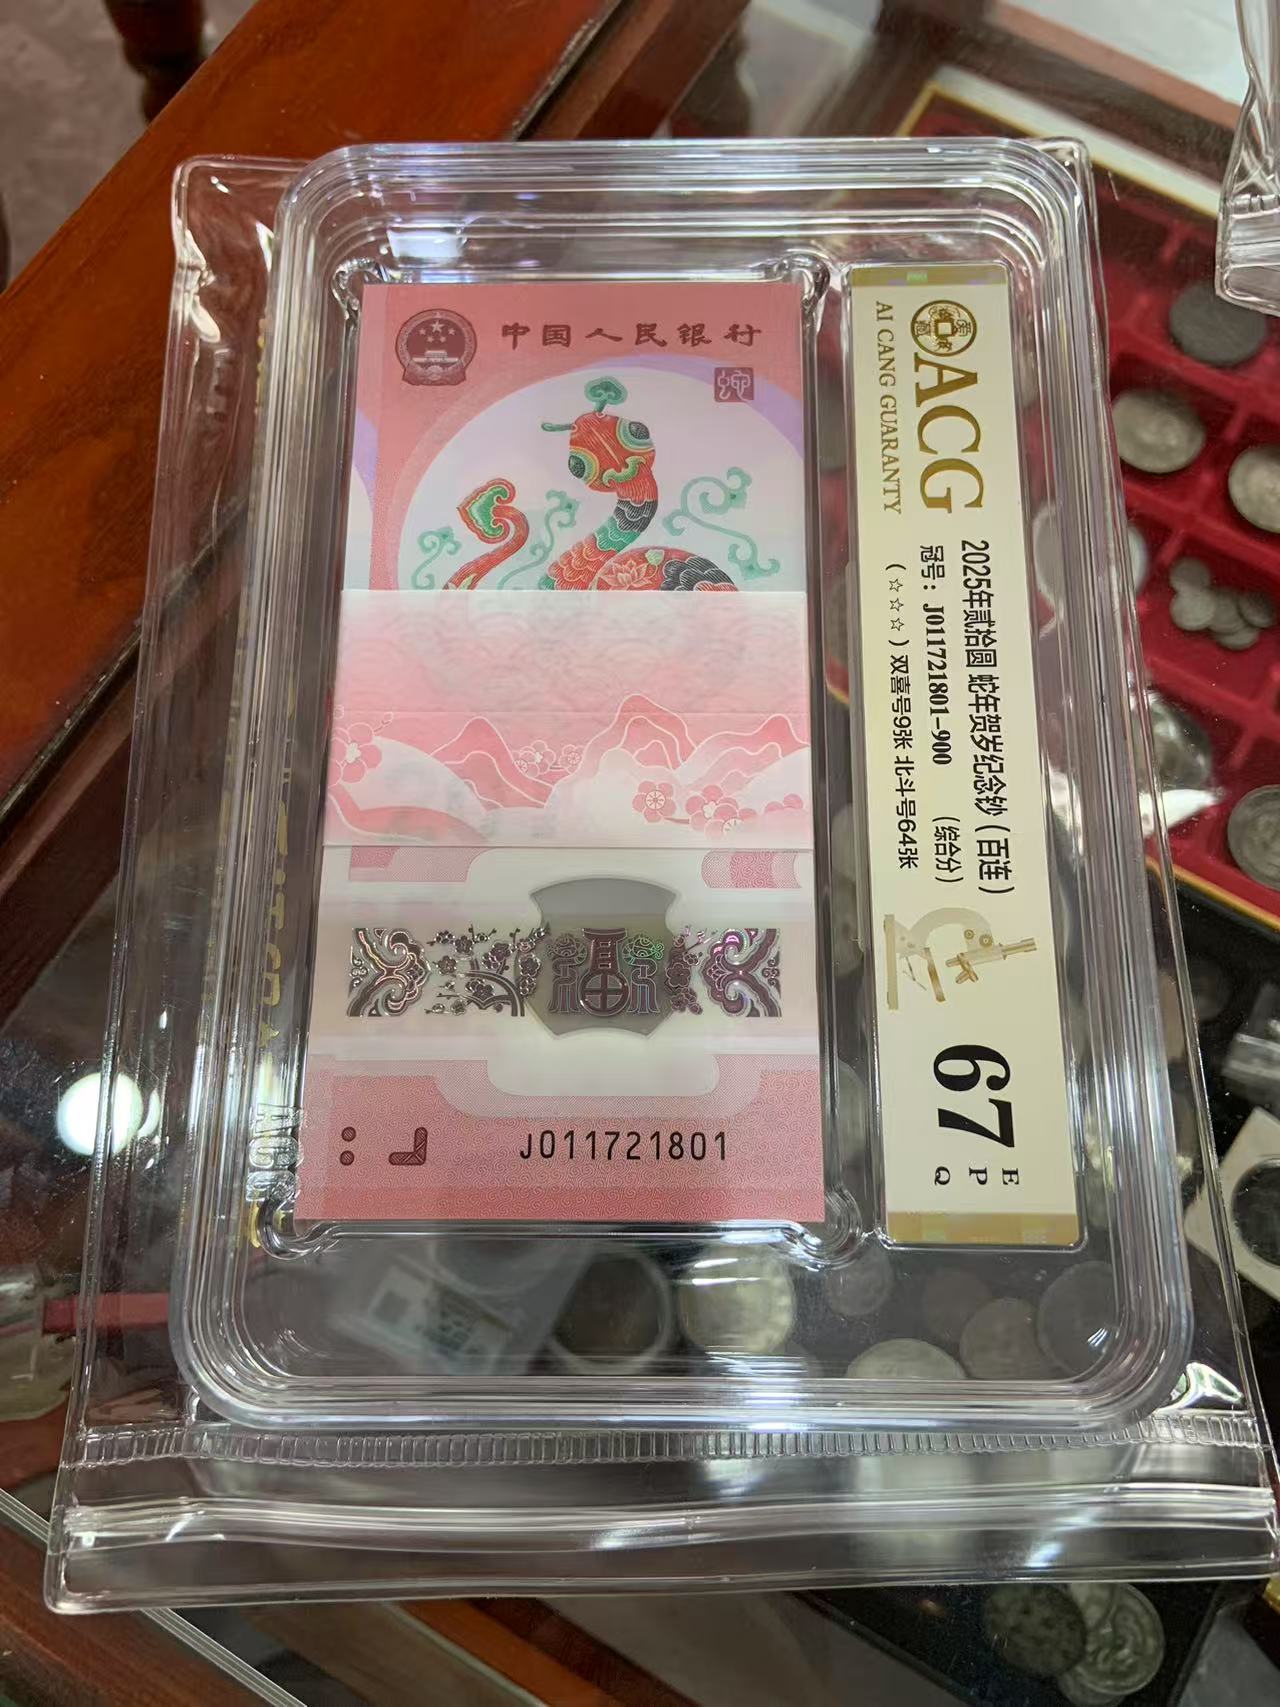 中国人民银行
蛇
福
J011721801
ACG
AI CANG GUARANTY
2025年贰拾圆 蛇年贺岁纪念钞（百连）
冠号：J011721801-900 （综合分）
（☆☆☆）双喜号9张 北斗号64张
67
E
P
Q